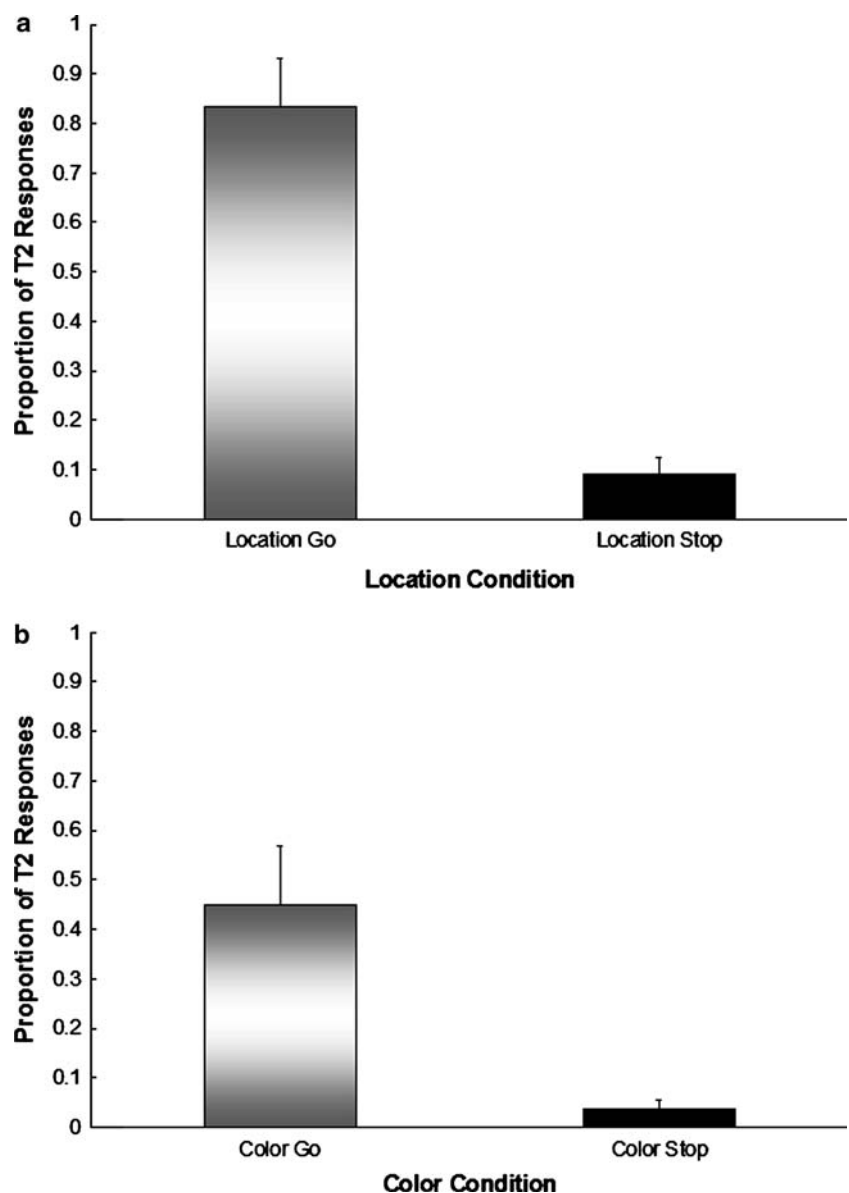 a
Proportion of T2 Responses
1
0.9
0.8
0.7
0.6
0.5
0.4
0.3
0.2
0.1
0
Location Go Location Stop
Location Condition
b
Proportion of T2 Responses
1
0.9
0.8
0.7
0.6
0.5
0.4
0.3
0.2
0.1
0
Color Go Color Stop
Color Condition